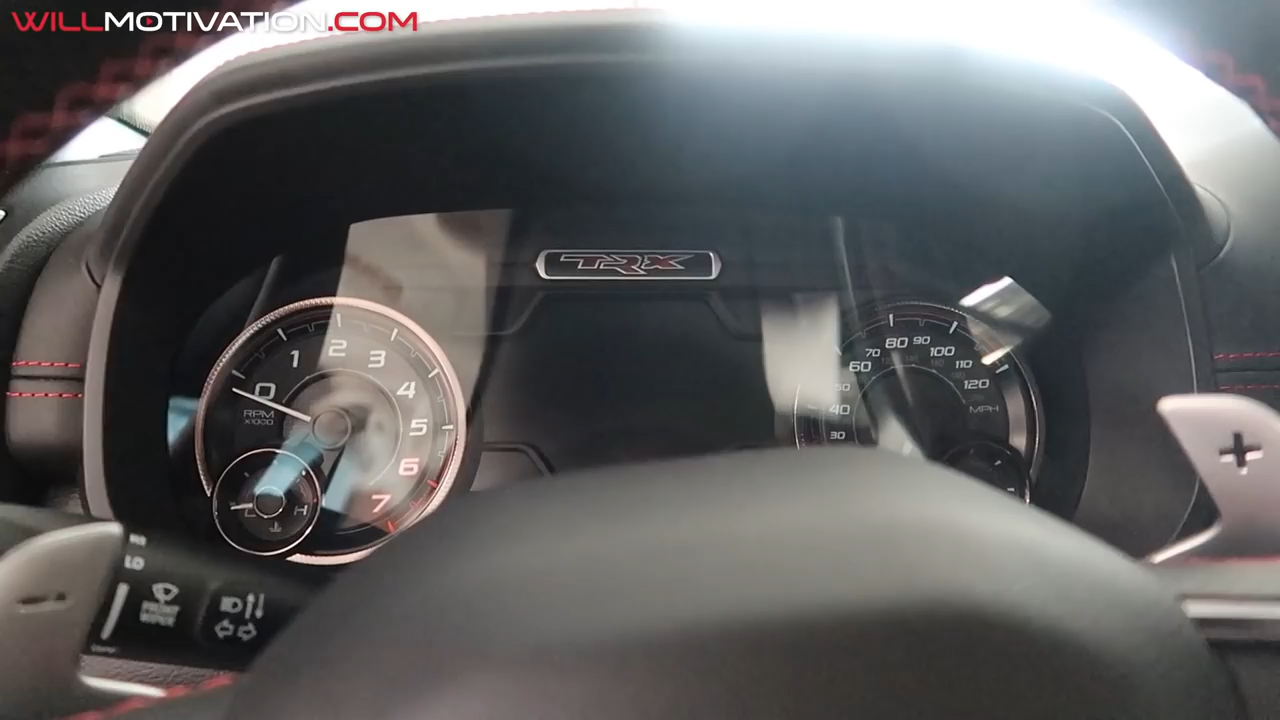 WILLMOTIVATION.COM
TRX
0 1 2 3 4 5 6 7
RPM
x1000
L H
30 40 50 60 70 80 90 100 110 120
MPH
LO
FRONT
WIPER